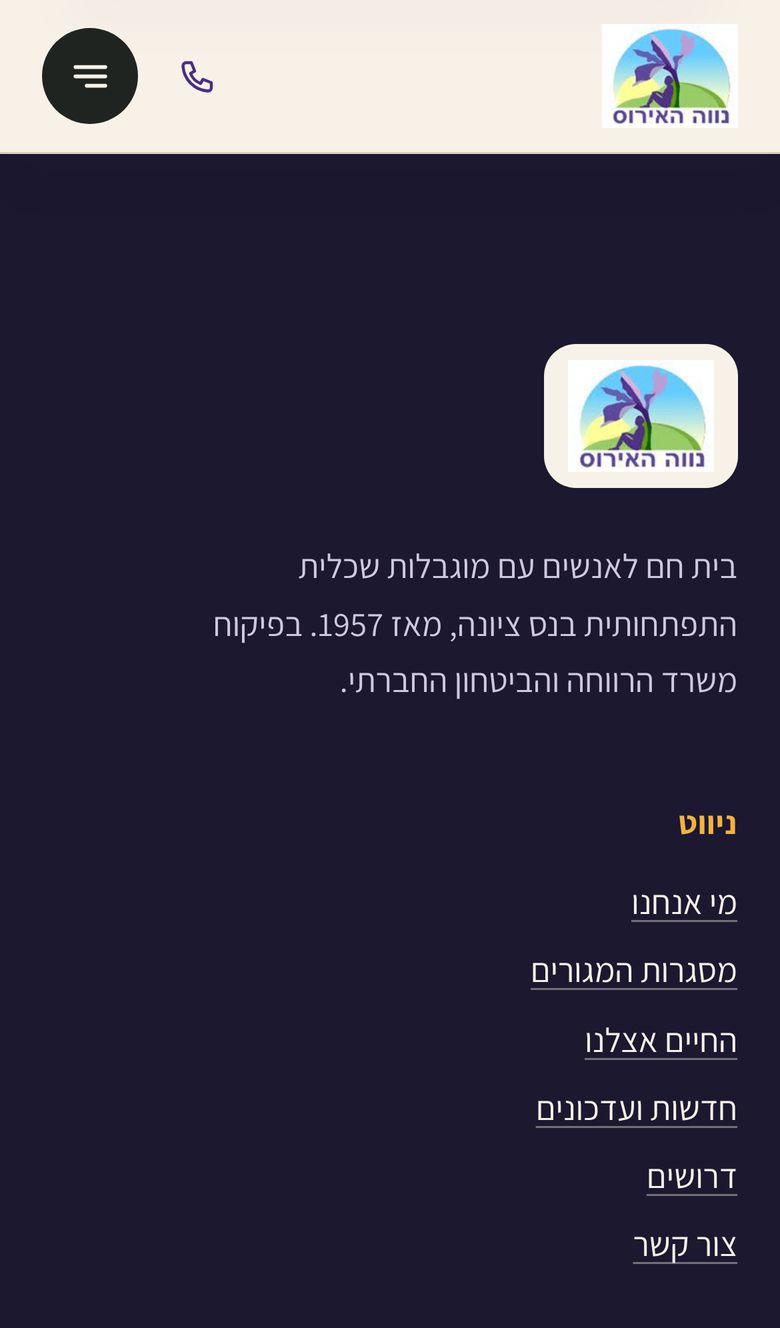 נווה האירוס
נווה האירוס
בית חם לאנשים עם מוגבלות שכלית
התפתחותית בנס ציונה, מאז 1957. בפיקוח
משרד הרווחה והביטחון החברתי.
ניווט
מי אנחנו
מסגרות המגורים
החיים אצלנו
חדשות ועדכונים
דרושים
צור קשר